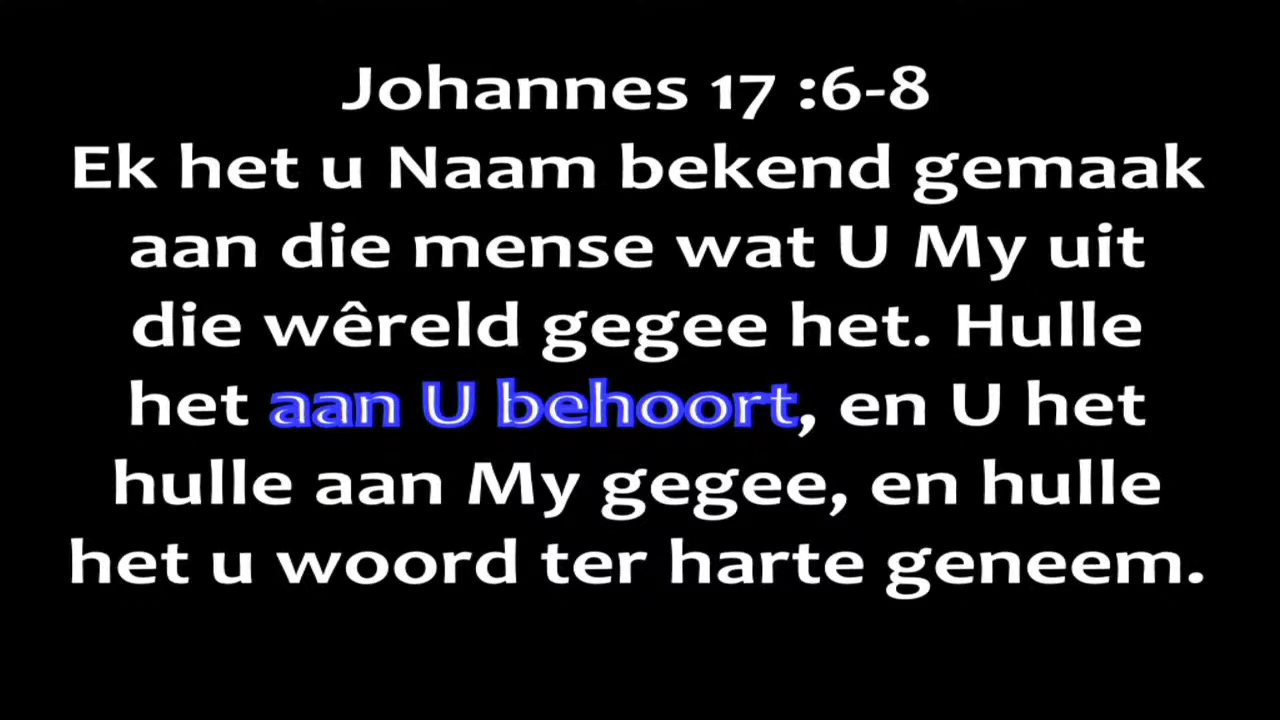 Johannes 17 :6-8
Ek het u Naam bekend gemaak
aan die mense wat U My uit
die wêreld gegee het. Hulle
het aan U behoort, en U het
hulle aan My gegee, en hulle
het u woord ter harte geneem.